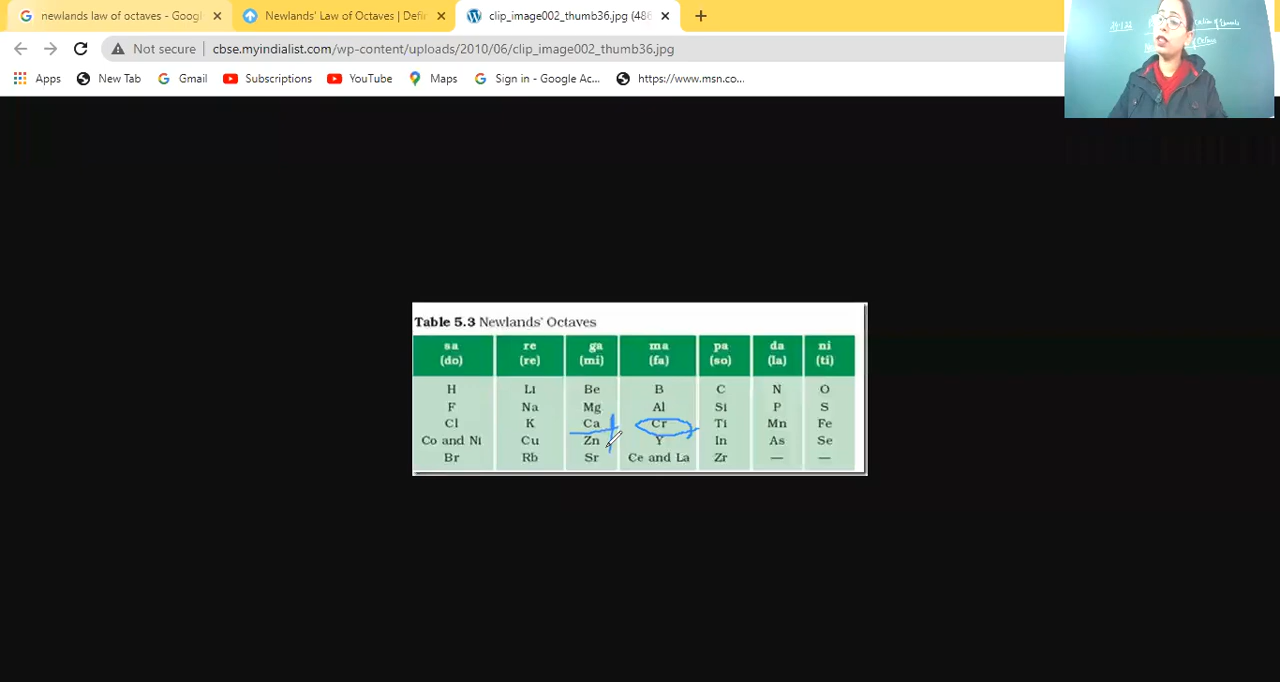 newlands law of octaves - Googl
Newlands' Law of Octaves | Defin
clip_image002_thumb36.jpg (486
Not secure
cbse.myindialist.com/wp-content/uploads/2010/06/clip_image002_thumb36.jpg
Apps New Tab Gmail Subscriptions YouTube Maps Sign in - Google Ac... https://www.msn.co...
Table 5.3 Newlands' Octaves
sa re ga ma pa da ni
(do) (re) (mi) (fa) (so) (la) (ti)
H Li Be B C N O
F Na Mg Al Si P S
Cl K Ca Cr Ti Mn Fe
Co and Ni Cu Zn Y In As Se
Br Rb Sr Ce and La Zr — —